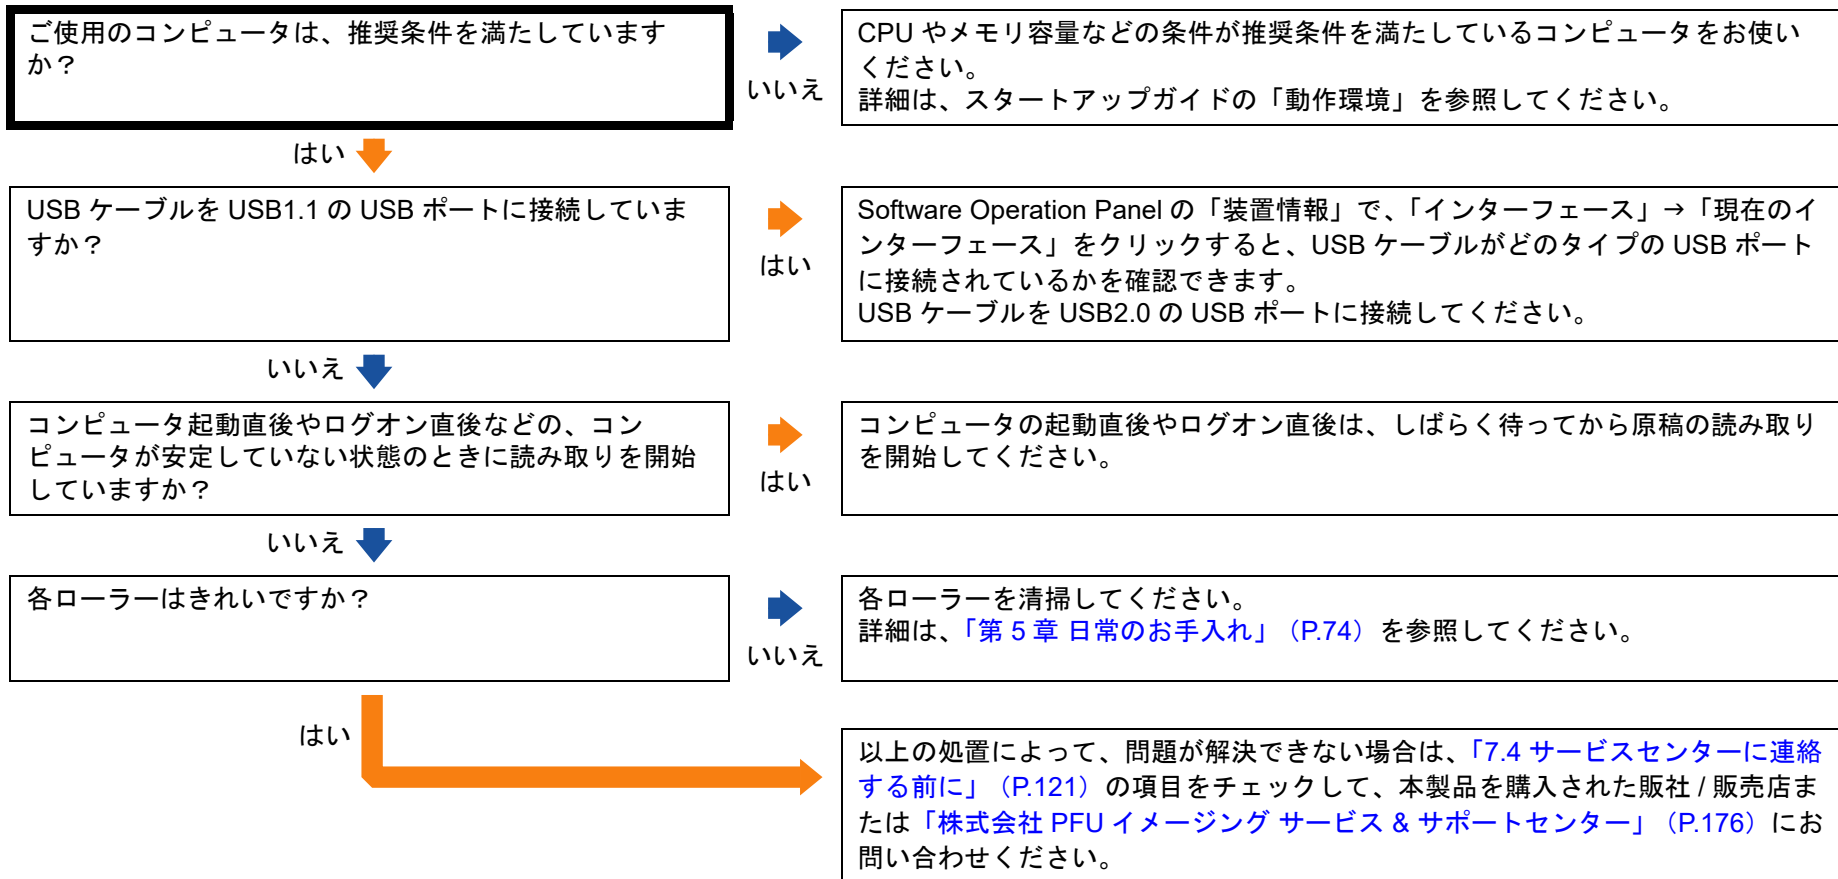 ご使用のコンピュータは、推奨条件を満たしています
か？
いいえ
CPU やメモリ容量などの条件が推奨条件を満たしているコンピュータをお使い
ください。
詳細は、スタートアップガイドの「動作環境」を参照してください。
はい
USB ケーブルを USB1.1 の USB ポートに接続していま
すか？
はい
Software Operation Panel の「装置情報」で、「インターフェース」→「現在のイ
ンターフェース」をクリックすると、USB ケーブルがどのタイプの USB ポート
に接続されているかを確認できます。
USB ケーブルを USB2.0 の USB ポートに接続してください。
いいえ
コンピュータ起動直後やログオン直後などの、コン
ピュータが安定していない状態のときに読み取りを開始
していますか？
はい
コンピュータの起動直後やログオン直後は、しばらく待ってから原稿の読み取り
を開始してください。
いいえ
各ローラーはきれいですか？
いいえ
各ローラーを清掃してください。
詳細は、「第 5 章 日常のお手入れ」（P.74）を参照してください。
はい
以上の処置によって、問題が解決できない場合は、「7.4 サービスセンターに連絡
する前に」（P.121）の項目をチェックして、本製品を購入された販社 / 販売店ま
たは「株式会社 PFU イメージング サービス & サポートセンター」（P.176）にお
問い合わせください。